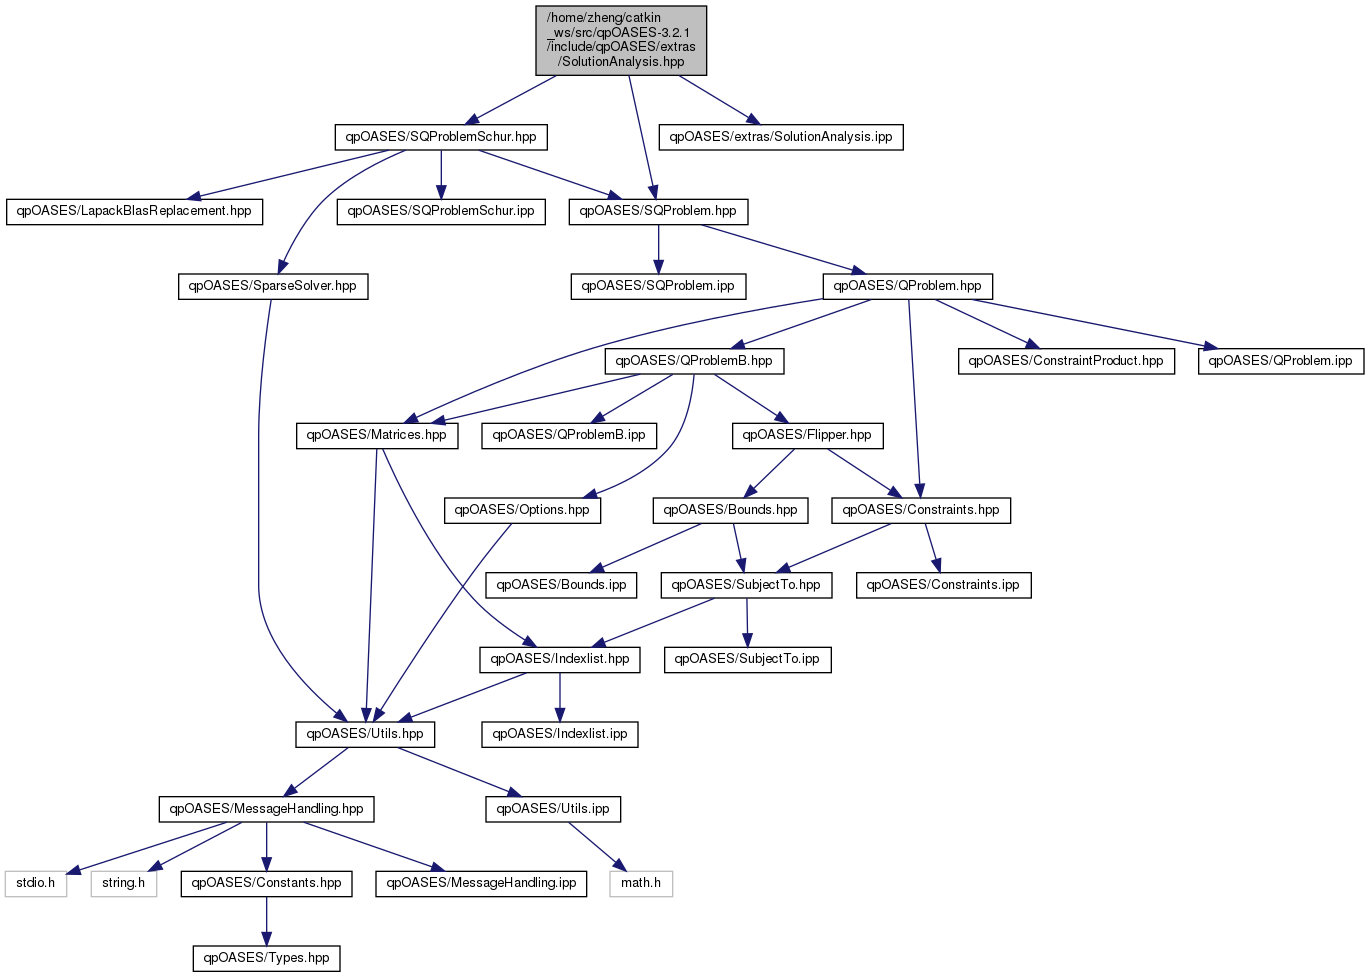 /home/zheng/catkin
_ws/src/qpOASES-3.2.1
/include/qpOASES/extras
/SolutionAnalysis.hpp
qpOASES/SQProblemSchur.hpp
qpOASES/extras/SolutionAnalysis.ipp
qpOASES/LapackBlasReplacement.hpp
qpOASES/SQProblemSchur.ipp
qpOASES/SQProblem.hpp
qpOASES/SparseSolver.hpp
qpOASES/SQProblem.ipp
qpOASES/QProblem.hpp
qpOASES/QProblemB.hpp
qpOASES/ConstraintProduct.hpp
qpOASES/QProblem.ipp
qpOASES/Matrices.hpp
qpOASES/QProblemB.ipp
qpOASES/Flipper.hpp
qpOASES/Options.hpp
qpOASES/Bounds.hpp
qpOASES/Constraints.hpp
qpOASES/Bounds.ipp
qpOASES/SubjectTo.hpp
qpOASES/Constraints.ipp
qpOASES/Indexlist.hpp
qpOASES/SubjectTo.ipp
qpOASES/Utils.hpp
qpOASES/Indexlist.ipp
qpOASES/MessageHandling.hpp
qpOASES/Utils.ipp
stdio.h
string.h
qpOASES/Constants.hpp
qpOASES/MessageHandling.ipp
math.h
qpOASES/Types.hpp